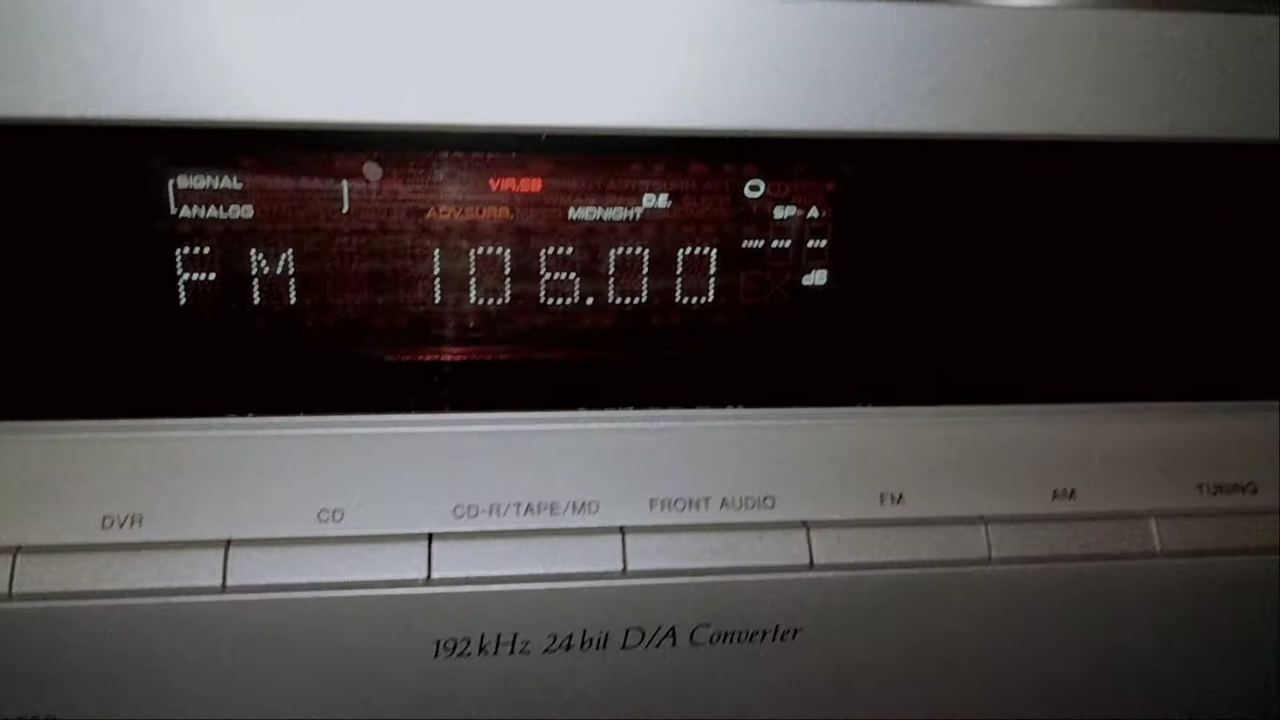 SIGNAL VIR.SB
ANALOG ADV.SURR. MIDNIGHT SP▶A
FM 106.00 --- dB
DVR CD CD-R/TAPE/MD FRONT AUDIO FM AM TUNING
192kHz 24bit D/A Converter